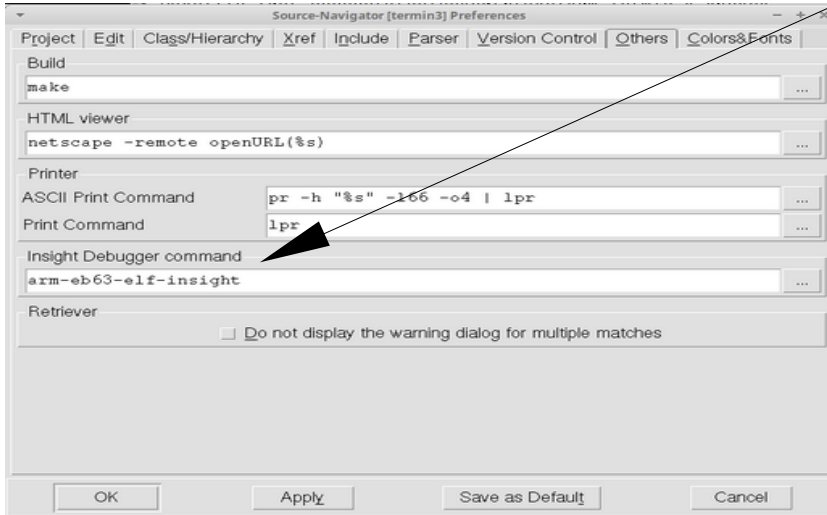 Source-Navigator [termin3] Preferences
Project Edit Class/Hierarchy Xref Include Parser Version Control Others Colors&Fonts
Build
make ...
HTML viewer
netscape -remote openURL(%s) ...
Printer
ASCII Print Command pr -h "%s" -l66 -o4 | lpr ...
Print Command lpr ...
Insight Debugger command
arm-eb63-elf-insight ...
Retriever
Do not display the warning dialog for multiple matches
OK Apply Save as Default Cancel